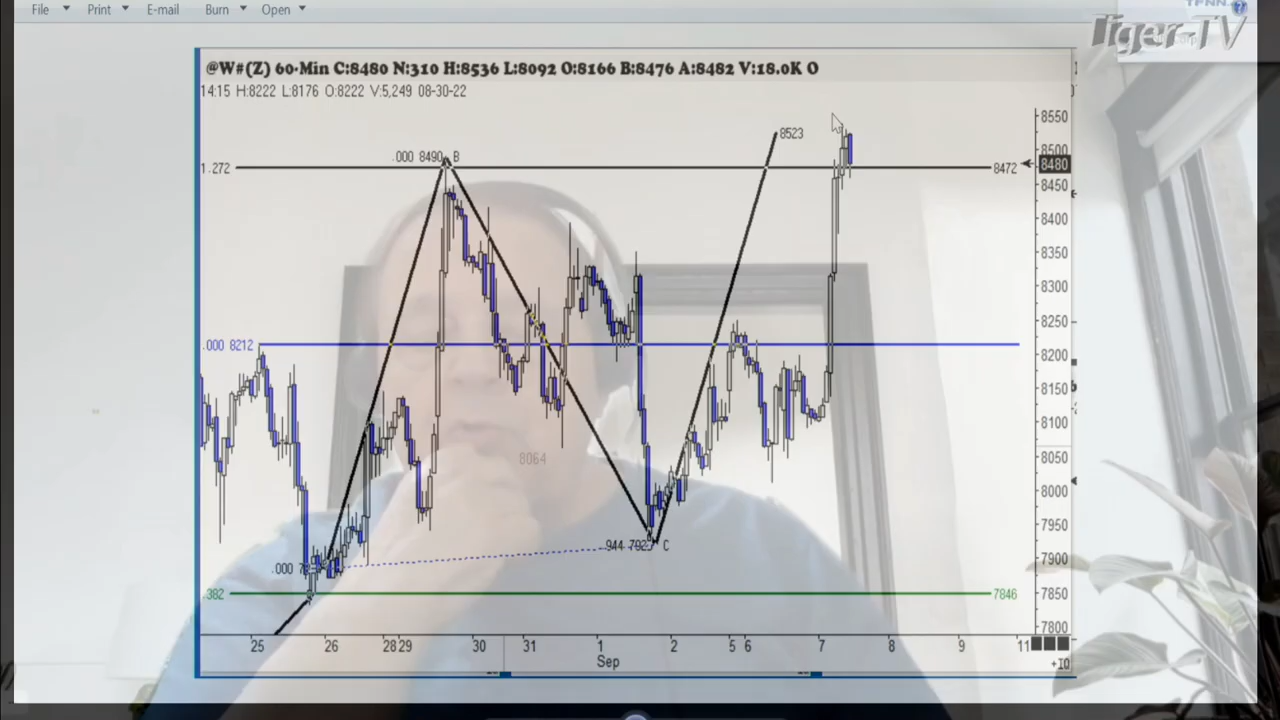 File Print E-mail Burn Open
TFNN
Tiger-TV
@W#(Z) 60-Min C:8480 N:310 H:8536 L:8092 O:8166 B:8476 A:8482 V:18.0K O
14:15 H:8222 L:8176 O:8222 V:5,249 08-30-22
8550
8523
8500
.000 8490 B
1.272
8472
8480
8450
8400
8350
8300
8250
.000 8212
8200
8150
8100
8064
8050
8000
7950
.944 C
7900
.000
.382
7846
7850
7800
25 26 28 29 30 31 1 2 5 6 7 8 9 11
Sep
+10